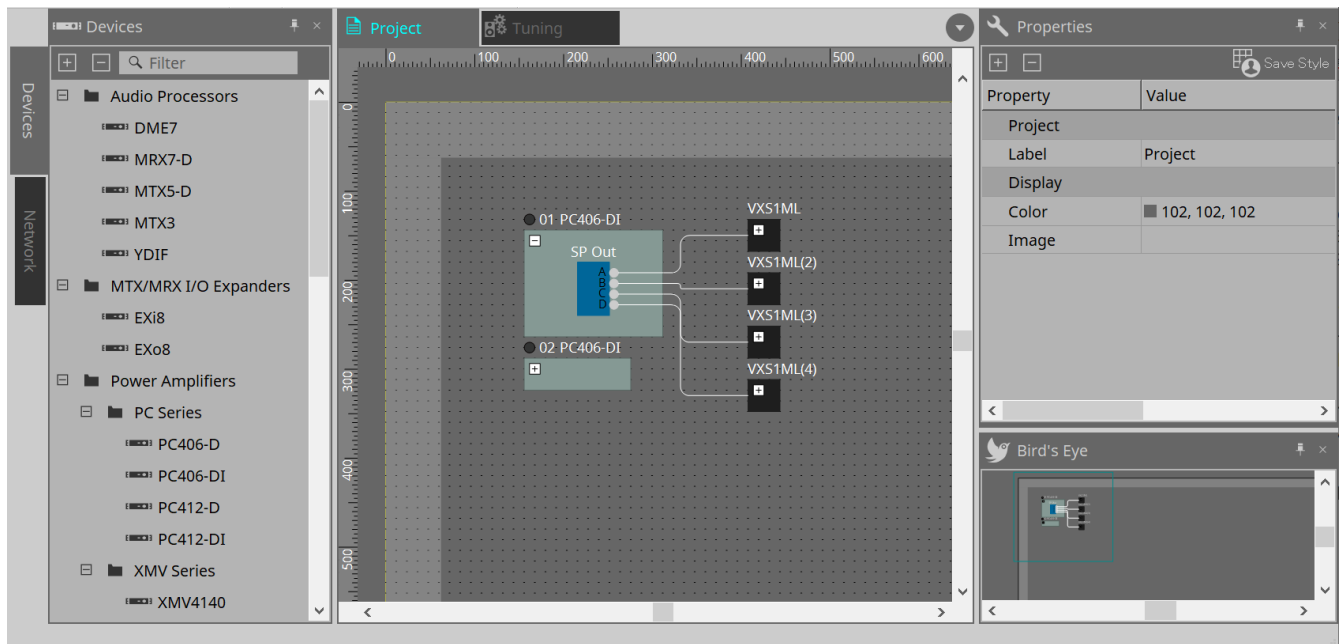 Devices
Filter
Devices
Network
Audio Processors
DME7
MRX7-D
MTX5-D
MTX3
YDIF
MTX/MRX I/O Expanders
EXi8
EXo8
Power Amplifiers
PC Series
PC406-D
PC406-DI
PC412-D
PC412-DI
XMV Series
XMV4140
Project
Tuning
0 100 200 300 400 500 600
0
100
200
300
400
500
01 PC406-DI
SP Out
A
B
C
D
02 PC406-DI
VXS1ML
VXS1ML(2)
VXS1ML(3)
VXS1ML(4)
Properties
Save Style
Property Value
Project
Label Project
Display
Color 102, 102, 102
Image
Bird's Eye